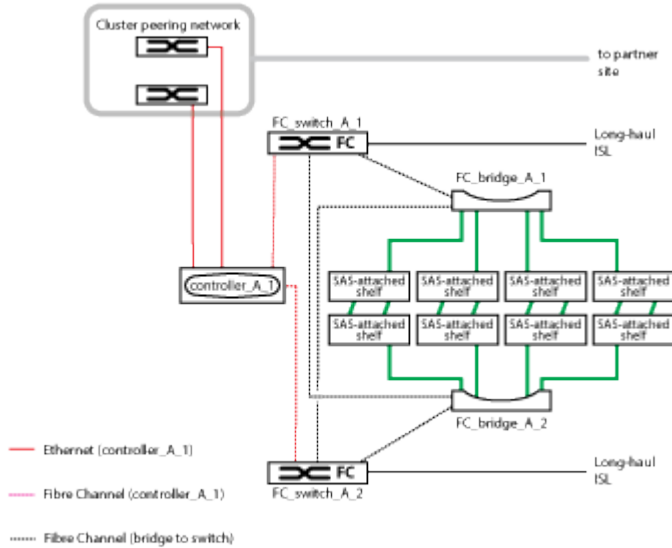 Cluster peering network
to partner
site
FC_switch_A_1
FC
Long-haul
ISL
FC_bridge_A_1
controller_A_1
SAS-attached
shelf
SAS-attached
shelf
SAS-attached
shelf
SAS-attached
shelf
SAS-attached
shelf
SAS-attached
shelf
SAS-attached
shelf
SAS-attached
shelf
FC_bridge_A_2
Ethernet (controller_A_1)
FC
Long-haul
ISL
FC_switch_A_2
Fibre Channel (controller_A_1)
Fibre Channel (bridge to switch)